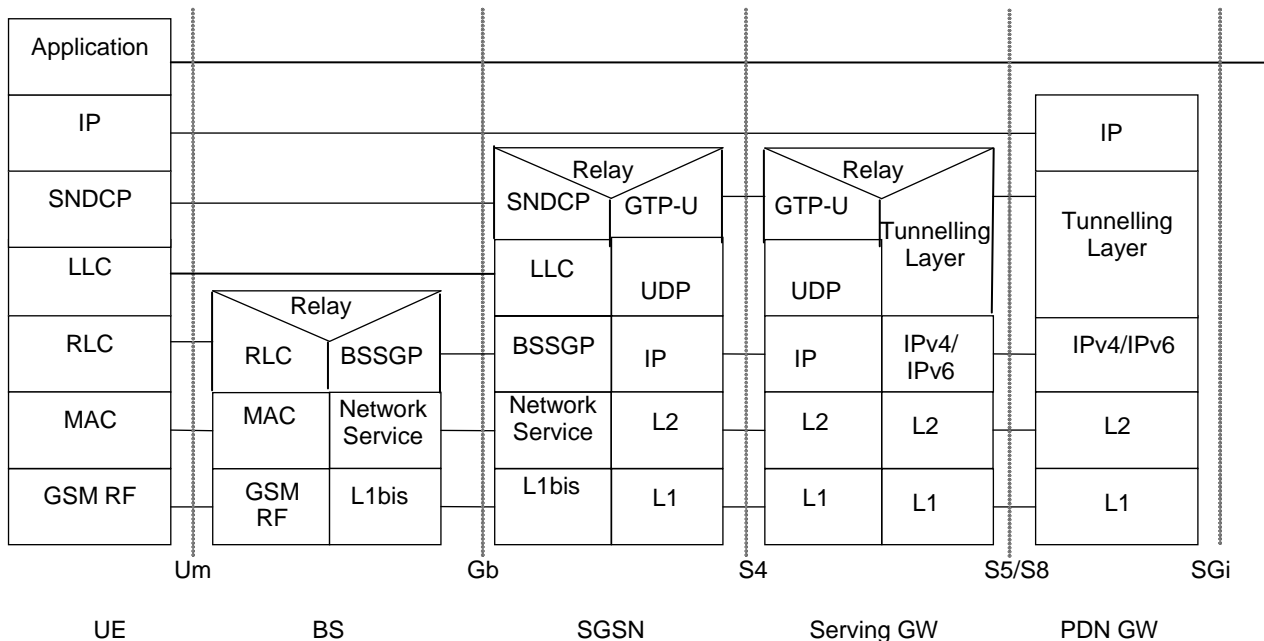 Application
IP
IP
Relay
Relay
SNDCP
SNDCP
GTP-U
GTP-U
Tunnelling
Layer
Tunnelling
Layer
LLC
LLC
UDP
UDP
Relay
RLC
RLC
BSSGP
BSSGP
IP
IP
IPv4/
IPv6
IPv4/IPv6
MAC
MAC
Network
Service
Network
Service
L2
L2
L2
L2
GSM RF
GSM
RF
L1bis
L1bis
L1
L1
L1
L1
Um
Gb
S4
S5/S8
SGi
UE
BS
SGSN
Serving GW
PDN GW